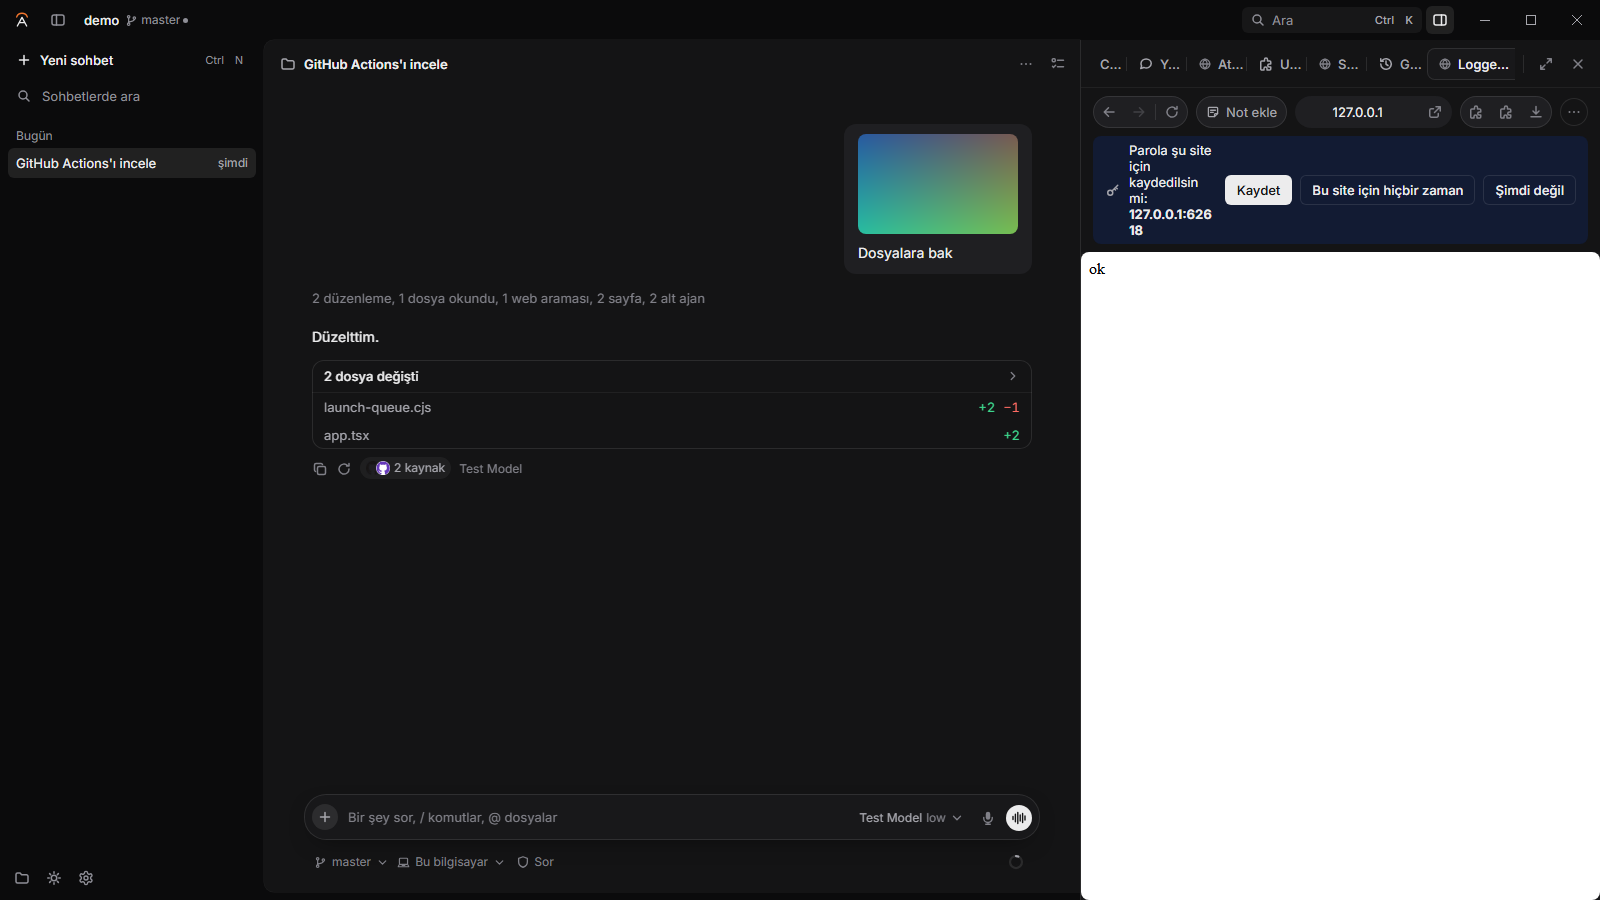 demo master
Ara Ctrl K
Yeni sohbet Ctrl N
Sohbetlerde ara
Bugün
GitHub Actions'ı incele şimdi
GitHub Actions'ı incele
Dosyalara bak
2 düzenleme, 1 dosya okundu, 1 web araması, 2 sayfa, 2 alt ajan
Düzelttim.
2 dosya değişti
launch-queue.cjs +2 −1
app.tsx +2
2 kaynak Test Model
Bir şey sor, / komutlar, @ dosyalar
Test Model low
master Bu bilgisayar Sor
C... Y... At... U... S... G... Logge...
Not ekle 127.0.0.1
Parola şu site
için
kaydedilsin
mi:
127.0.0.1:626
18
Kaydet Bu site için hiçbir zaman Şimdi değil
ok